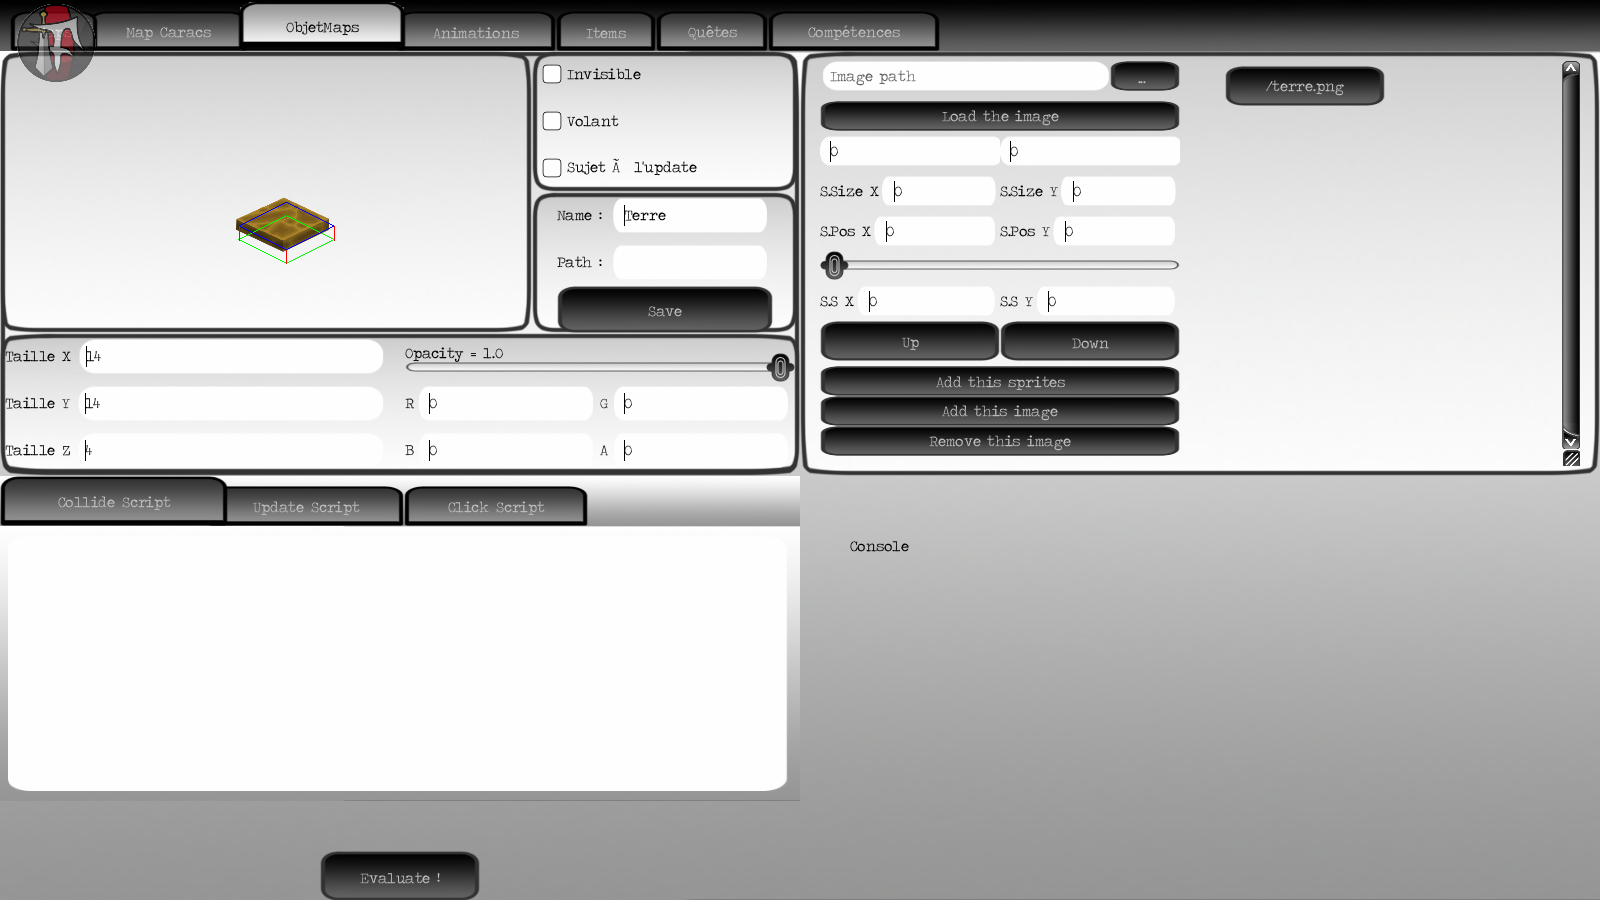 Map Caracs
ObjetMaps
Animations
Items
Quêtes
Compétences
Invisible
Volant
Sujet Ã  l'update
Name : Terre
Path :
Save
Taille X 14
Taille Y 14
Taille Z 4
Opacity = 1.0
R 0 G 0
B 0 A 0
Image path ...
Load the image
0 0
S.Size X 0 S.Size Y 0
S.Pos X 0 S.Pos Y 0
S.S X 0 S.S Y 0
Up Down
Add this sprites
Add this image
Remove this image
/terre.png
Collide Script
Update Script
Click Script
Console
Evaluate !